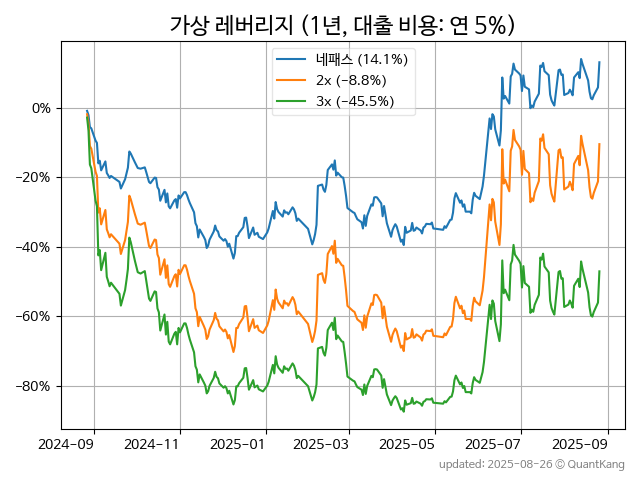 가상 레버리지 (1년, 대출 비용: 연 5%)
네패스 (14.1%)
2x (−8.8%)
3x (−45.5%)
0%
−20%
−40%
−60%
−80%
2024-09
2024-11
2025-01
2025-03
2025-05
2025-07
2025-09
updated: 2025-08-26 © QuantKang